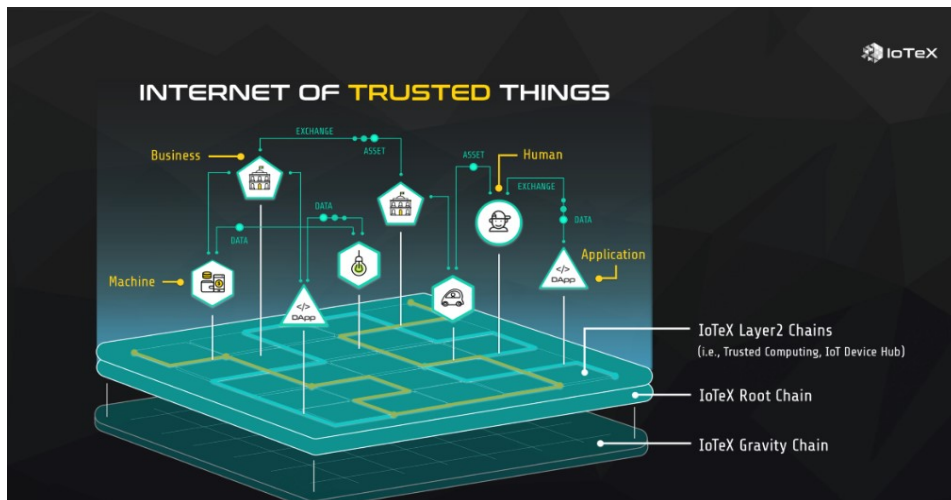 IoTeX
INTERNET OF TRUSTED THINGS
EXCHANGE
ASSET
Business
ASSET
Human
EXCHANGE
DATA
DATA
DATA
Application
Machine
</>
DApp
</>
DApp
IoTeX Layer2 Chains
(i.e., Trusted Computing, IoT Device Hub)
IoTeX Root Chain
IoTeX Gravity Chain